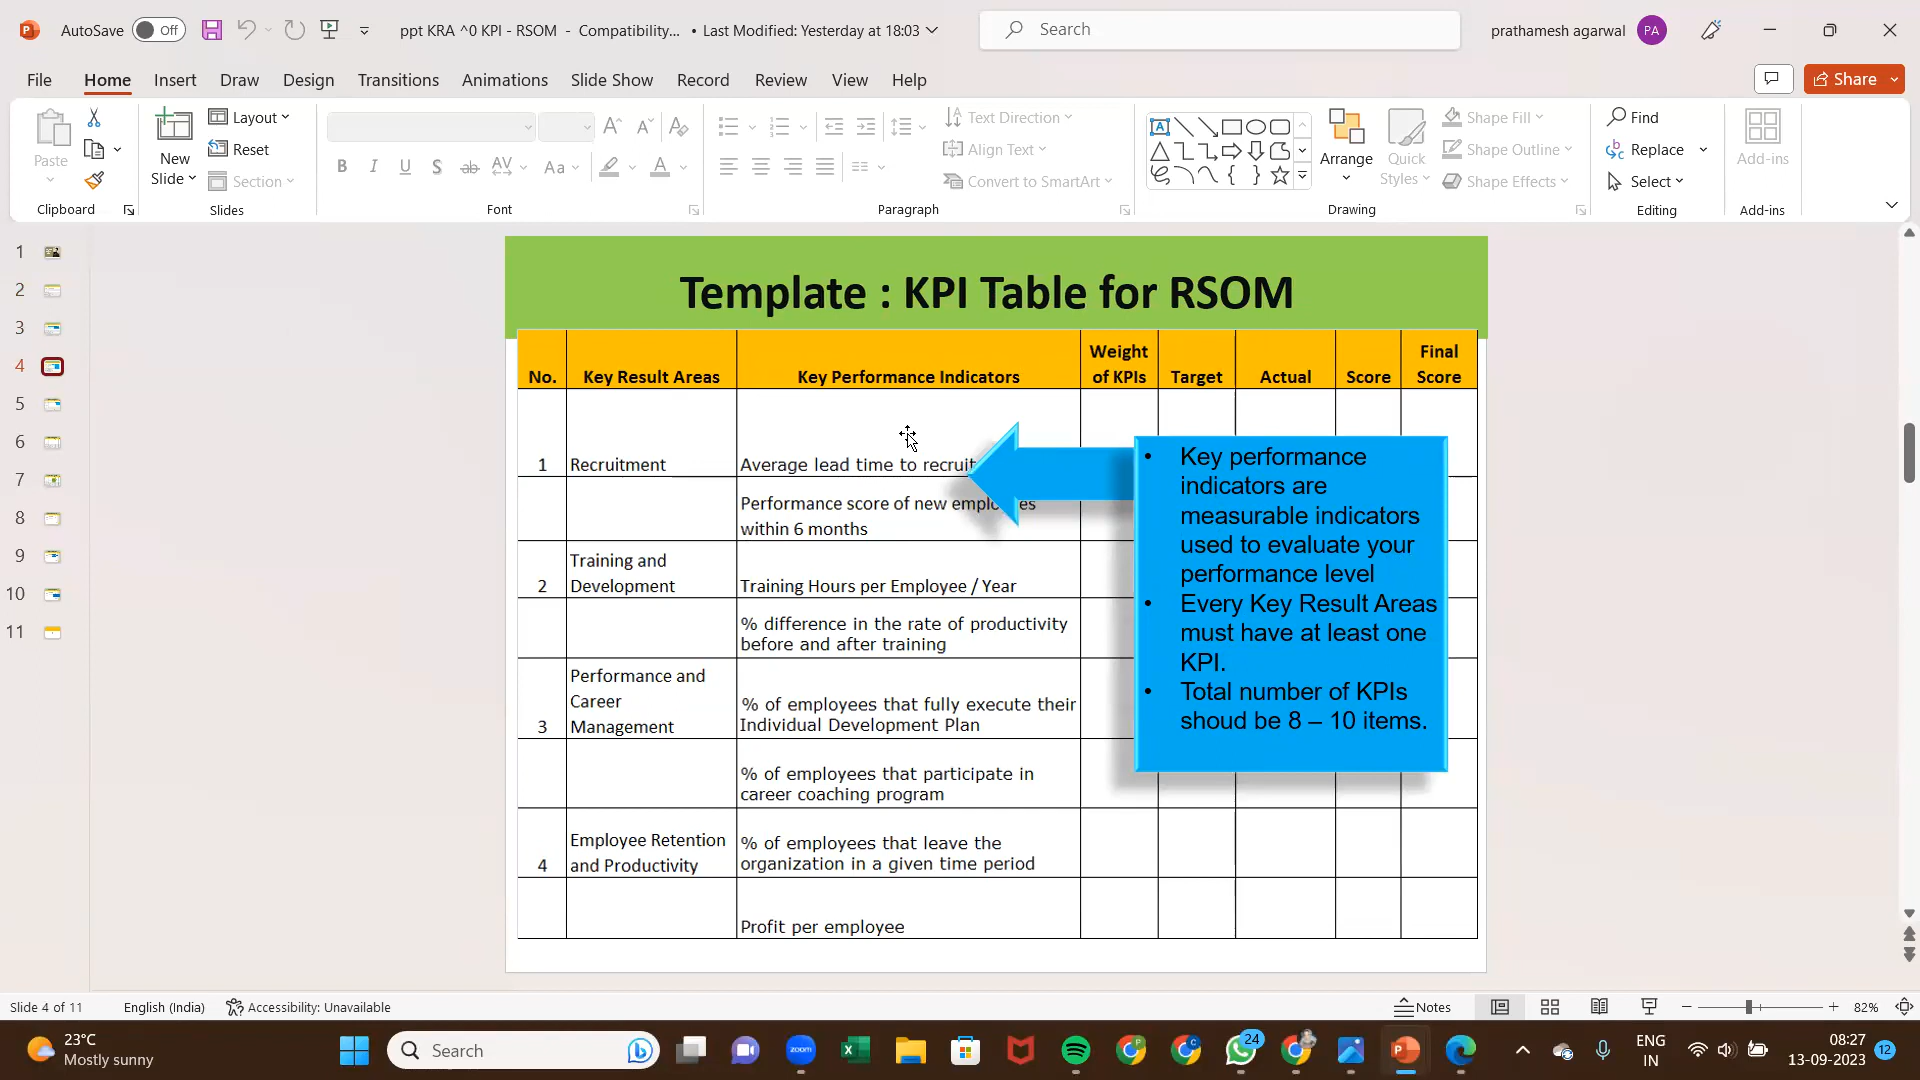 AutoSave Off ppt KRA ^0 KPI - RSOM - Compatibility... • Last Modified: Yesterday at 18:03 Search prathamesh agarwal PA
File Home Insert Draw Design Transitions Animations Slide Show Record Review View Help Share
Paste
Clipboard
New
Slide
Layout
Reset
Section
Slides
Font
Text Direction
Align Text
Convert to SmartArt
Paragraph
Arrange
Quick
Styles
Shape Fill
Shape Outline
Shape Effects
Drawing
Find
Replace
Select
Editing
Add-ins
Add-ins
1
2
3
4
5
6
7
8
9
10
11
Template : KPI Table for RSOM
No. Key Result Areas Key Performance Indicators Weight of KPIs Target Actual Score Final Score
1 Recruitment Average lead time to recruit
Performance score of new employees
within 6 months
2 Training and
Development Training Hours per Employee / Year
% difference in the rate of productivity
before and after training
3 Performance and
Career
Management % of employees that fully execute their
Individual Development Plan
% of employees that participate in
career coaching program
4 Employee Retention
and Productivity % of employees that leave the
organization in a given time period
Profit per employee
• Key performance
indicators are
measurable indicators
used to evaluate your
performance level
• Every Key Result Areas
must have at least one
KPI.
• Total number of KPIs
shoud be 8 – 10 items.
Slide 4 of 11 English (India) Accessibility: Unavailable Notes 82%
23°C
Mostly sunny
Search
zoom
24
ENG
IN
08:27
13-09-2023
12